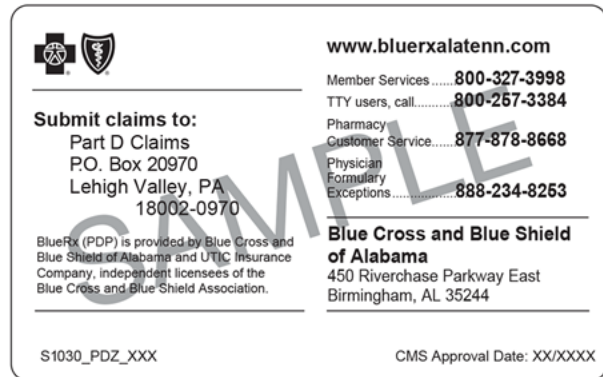 Submit claims to:
Part D Claims
P.O. Box 20970
Lehigh Valley, PA
18002-0970
BlueRx (PDP) is provided by Blue Cross and
Blue Shield of Alabama and UTIC Insurance
Company, independent licensees of the
Blue Cross and Blue Shield Association.
S1030_PDZ_XXX
www.bluerxalatenn.com
Member Services......800-327-3998
TTY users, call..........800-257-3384
Pharmacy
Customer Service.....877-878-8668
Physician
Formulary
Exceptions ...............888-234-8253
Blue Cross and Blue Shield
of Alabama
450 Riverchase Parkway East
Birmingham, AL 35244
CMS Approval Date: XX/XXXX
SAMPLE